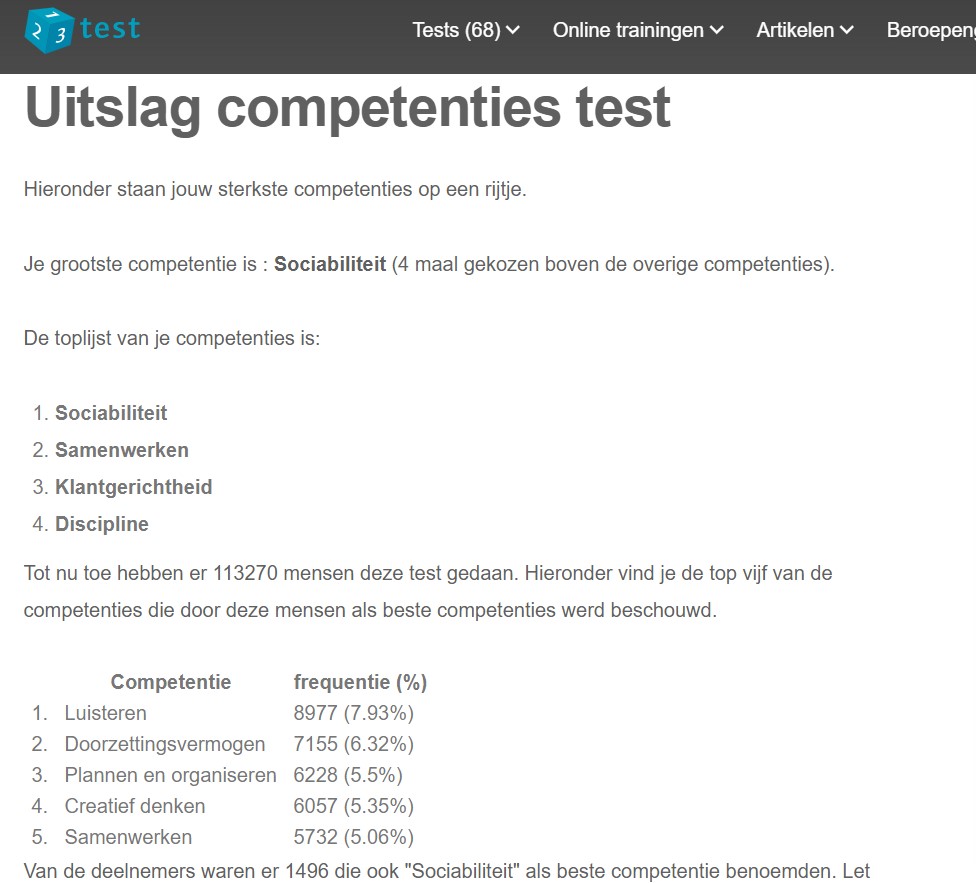 123test
Tests (68) Online trainingen Artikelen Beroepen
Uitslag competenties test
Hieronder staan jouw sterkste competenties op een rijtje.
Je grootste competentie is : Sociabiliteit (4 maal gekozen boven de overige competenties).
De toplijst van je competenties is:
1. Sociabiliteit
2. Samenwerken
3. Klantgerichtheid
4. Discipline
Tot nu toe hebben er 113270 mensen deze test gedaan. Hieronder vind je de top vijf van de
competenties die door deze mensen als beste competenties werd beschouwd.
Competentie frequentie (%)
1. Luisteren 8977 (7.93%)
2. Doorzettingsvermogen 7155 (6.32%)
3. Plannen en organiseren 6228 (5.5%)
4. Creatief denken 6057 (5.35%)
5. Samenwerken 5732 (5.06%)
Van de deelnemers waren er 1496 die ook "Sociabiliteit" als beste competentie benoemden. Let